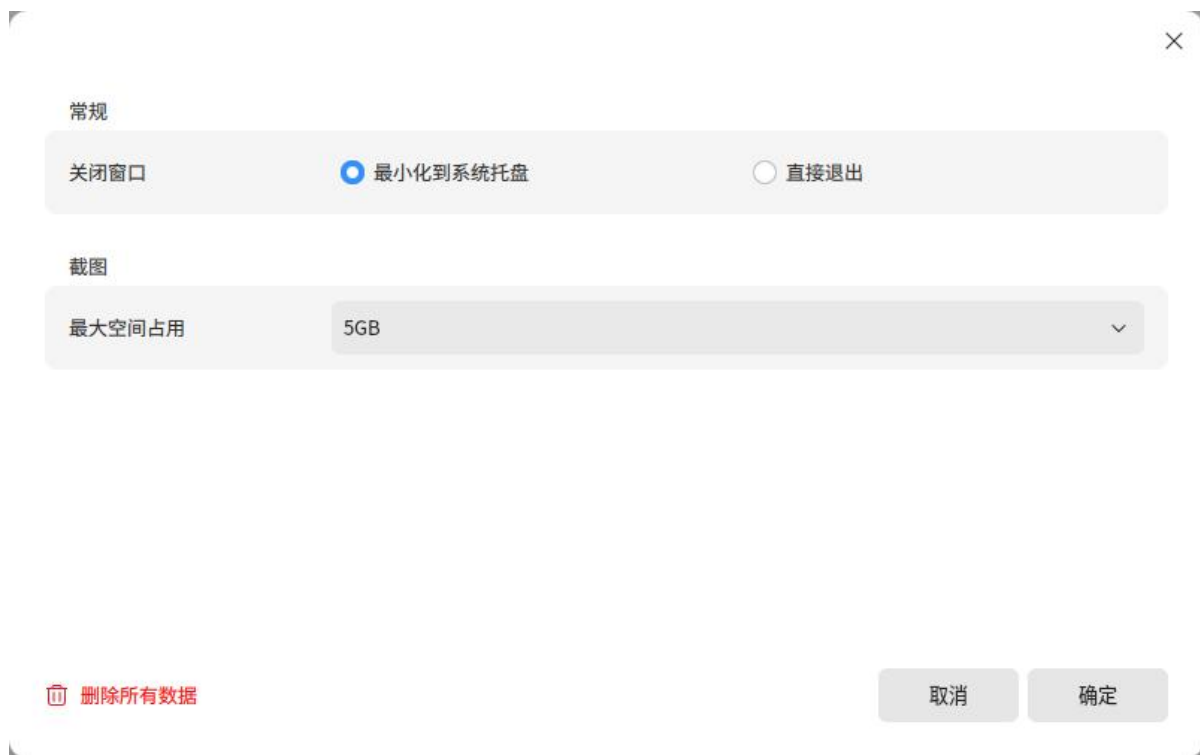 常规
关闭窗口 最小化到系统托盘 直接退出
截图
最大空间占用 5GB
删除所有数据 取消 确定